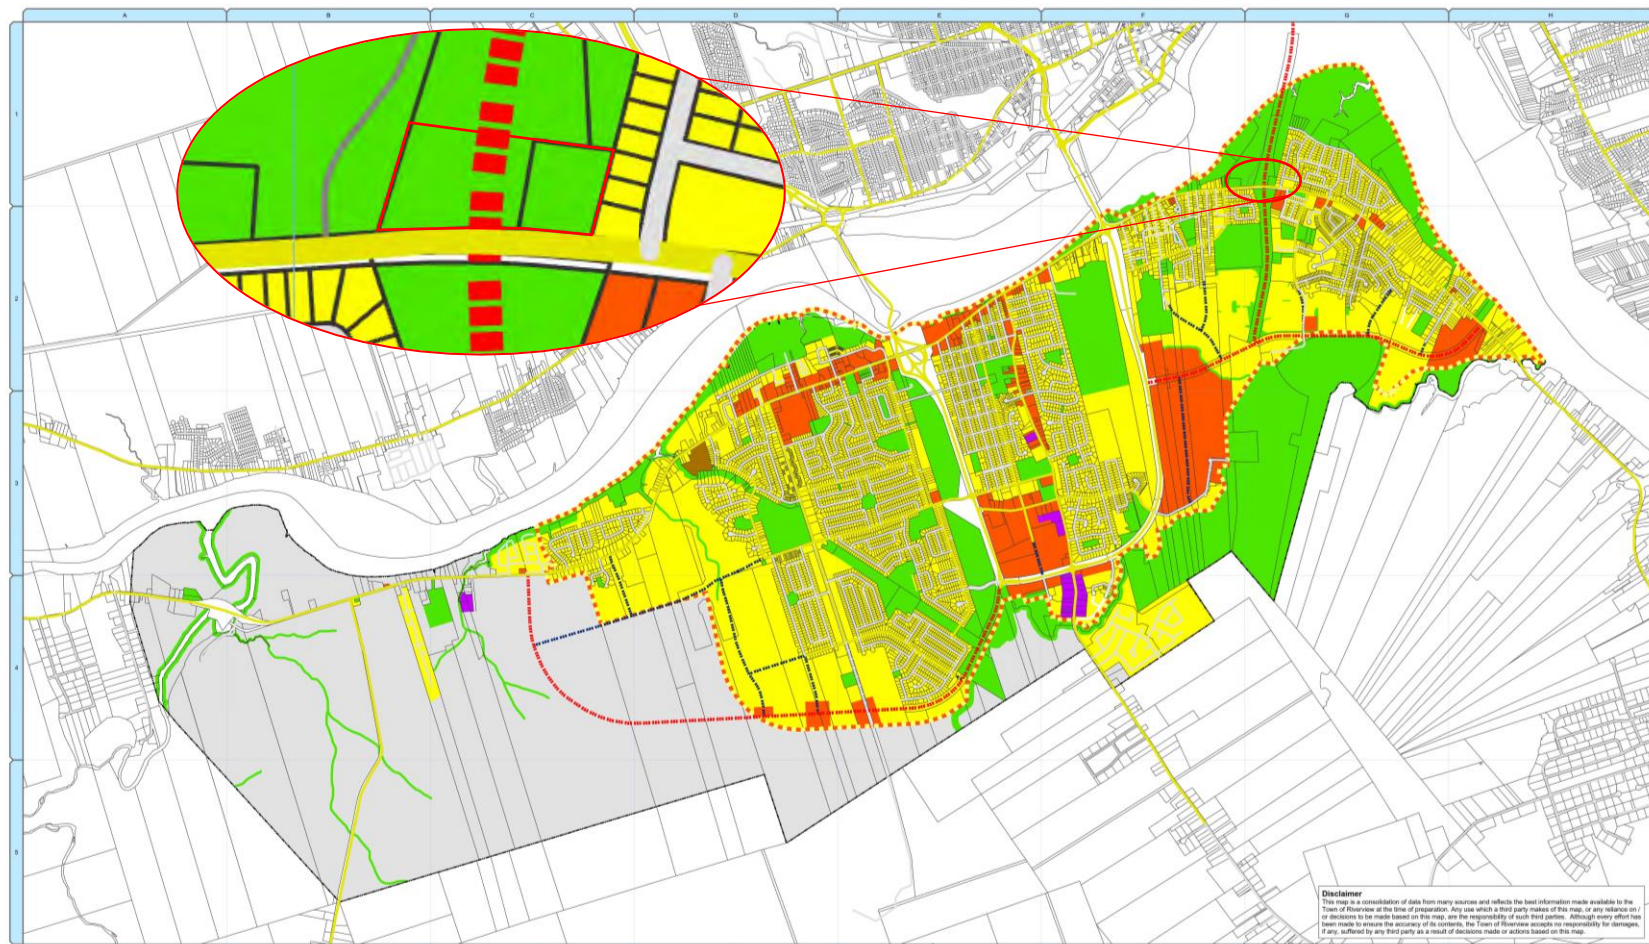 A B C D E F G H
1
2
3
4
5
Disclaimer
This map is a consolidation of data from many sources and reflects the best information made available to the
Town of Riverview at the time of preparation. Any use which a third party makes of this map, or any reliance on /
or decisions to be made based on this map, are the responsibility of such third parties. Although every effort has
been made to ensure the accuracy of its contents, the Town of Riverview accepts no responsibility for damages,
if any, suffered by any third party as a result of decisions made or actions based on this map.